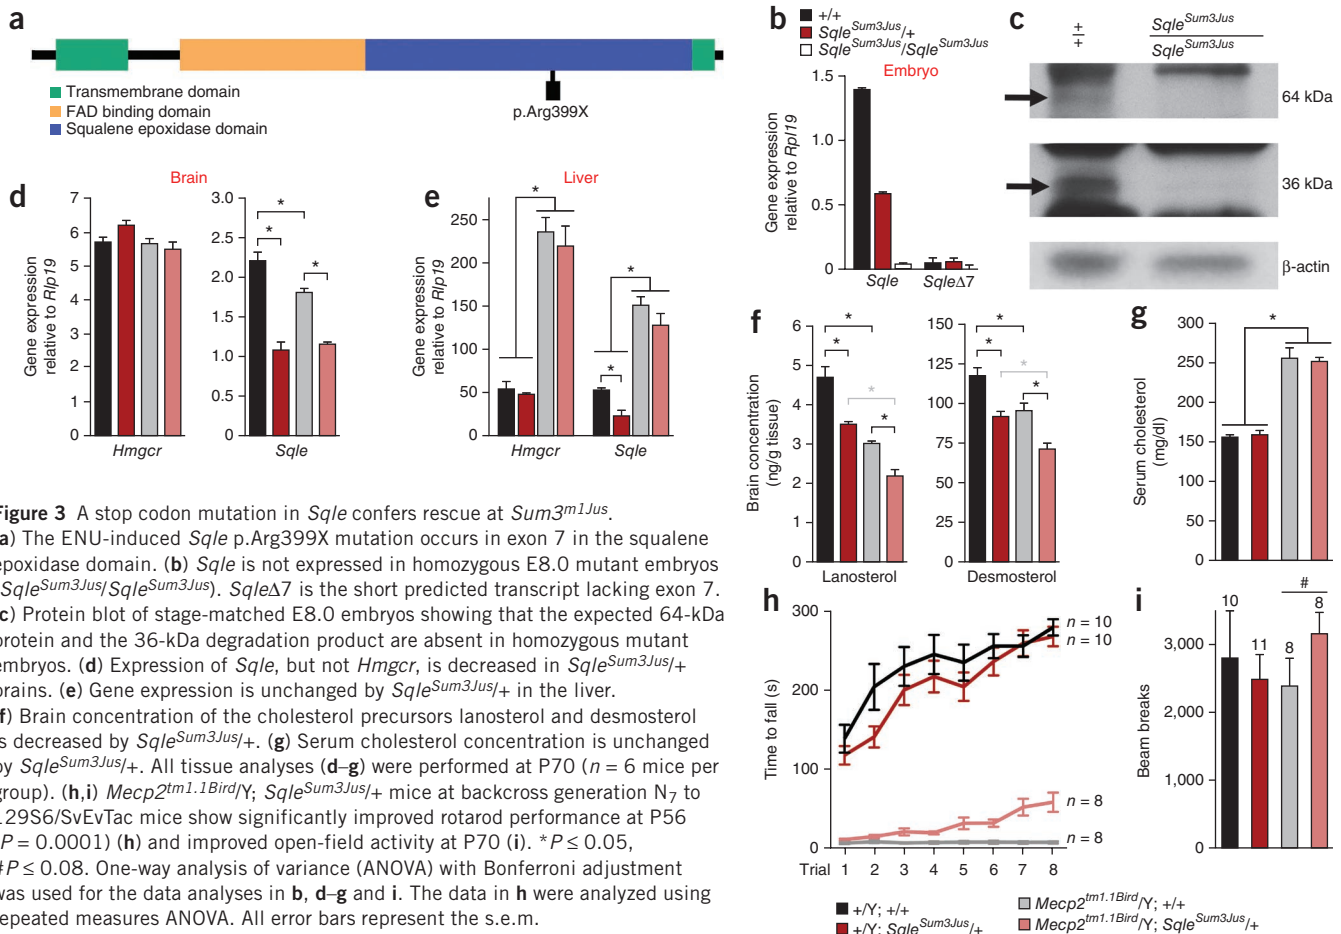 a
Transmembrane domain
FAD binding domain
Squalene epoxidase domain
p.Arg399X
b
+/+
Sqle^Sum3Jus/+
Sqle^Sum3Jus/Sqle^Sum3Jus
Embryo
Gene expression
relative to Rpl19
1.5
1.0
0.5
0
Sqle
SqleΔ7
c
+
+
Sqle^Sum3Jus
Sqle^Sum3Jus
64 kDa
36 kDa
β-actin
d
Brain
Gene expression
relative to Rlp19
7
6
5
4
3
2
1
0
Hmgcr
3.0
2.5
2.0
1.5
1.0
0.5
0
*
*
*
Sqle
e
Liver
Gene expression
relative to Rlp19
250
200
150
100
50
0
*
*
*
Hmgcr
Sqle
f
Brain concentration
(ng/g tissue)
6
5
4
3
2
1
0
*
*
*
*
Lanosterol
150
125
100
75
50
25
0
*
*
*
*
Desmosterol
g
Serum cholesterol
(mg/dl)
300
250
200
150
100
50
0
*
Figure 3 A stop codon mutation in Sqle confers rescue at Sum3^m1Jus.
a) The ENU-induced Sqle p.Arg399X mutation occurs in exon 7 in the squalene
epoxidase domain. (b) Sqle is not expressed in homozygous E8.0 mutant embryos
Sqle^Sum3Jus/Sqle^Sum3Jus). SqleΔ7 is the short predicted transcript lacking exon 7.
c) Protein blot of stage-matched E8.0 embryos showing that the expected 64-kDa
protein and the 36-kDa degradation product are absent in homozygous mutant
embryos. (d) Expression of Sqle, but not Hmgcr, is decreased in Sqle^Sum3Jus/+
brains. (e) Gene expression is unchanged by Sqle^Sum3Jus/+ in the liver.
f) Brain concentration of the cholesterol precursors lanosterol and desmosterol
is decreased by Sqle^Sum3Jus/+. (g) Serum cholesterol concentration is unchanged
by Sqle^Sum3Jus/+. All tissue analyses (d–g) were performed at P70 (n = 6 mice per
group). (h,i) Mecp2^tm1.1Bird/Y; Sqle^Sum3Jus/+ mice at backcross generation N7 to
129S6/SvEvTac mice show significantly improved rotarod performance at P56
P = 0.0001) (h) and improved open-field activity at P70 (i). *P ≤ 0.05,
#P ≤ 0.08. One-way analysis of variance (ANOVA) with Bonferroni adjustment
was used for the data analyses in b, d–g and i. The data in h were analyzed using
repeated measures ANOVA. All error bars represent the s.e.m.
h
Time to fall (s)
300
200
100
0
n = 10
n = 10
n = 8
n = 8
Trial 1 2 3 4 5 6 7 8
i
Beam breaks
3,000
2,000
1,000
0
10
11
8
8
#
+/Y; +/+
+/Y; Sqle^Sum3Jus/+
Mecp2^tm1.1Bird/Y; +/+
Mecp2^tm1.1Bird/Y; Sqle^Sum3Jus/+